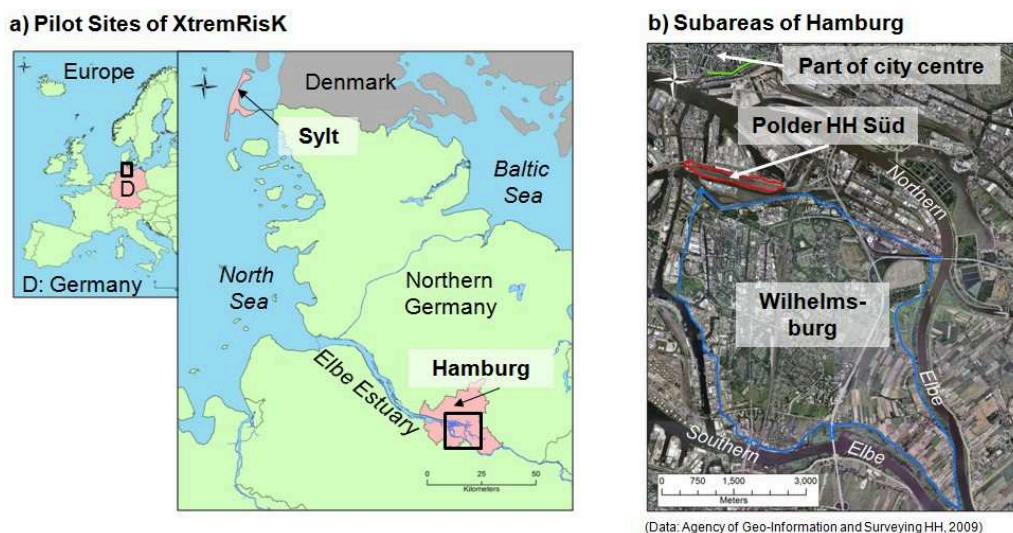 a) Pilot Sites of XtremRisK
Europe
D
D: Germany
N
Denmark
Sylt
Baltic
Sea
North
Sea
Northern
Germany
Elbe Estuary
Hamburg
0 25 50
Kilometers
b) Subareas of Hamburg
Part of city centre
Polder HH Süd
Northern
Wilhelms-
burg
Elbe
Southern
Elbe
0 750 1,500 3,000
Meters
(Data: Agency of Geo-Information and Surveying HH, 2009)